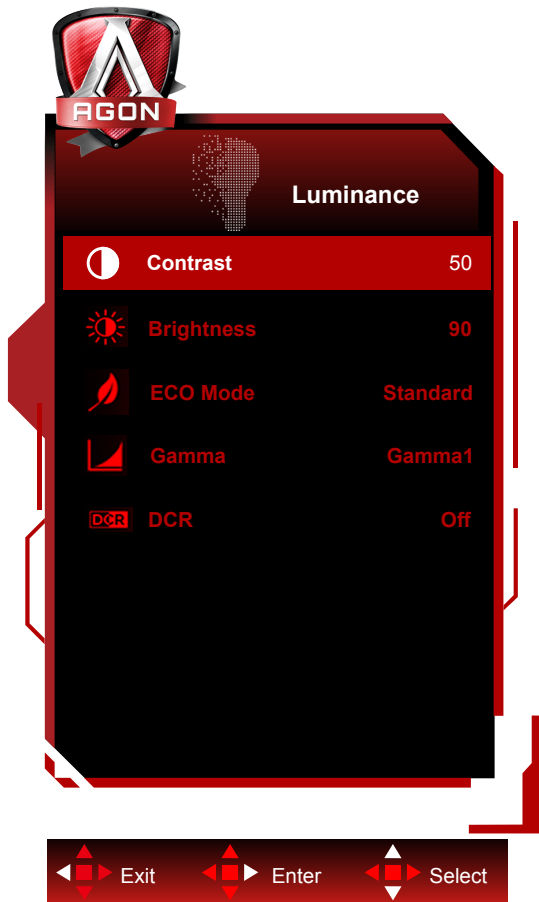 AGON
Luminance
Contrast 50
Brightness 90
ECO Mode Standard
Gamma Gamma1
DCR DCR Off
Exit Enter Select